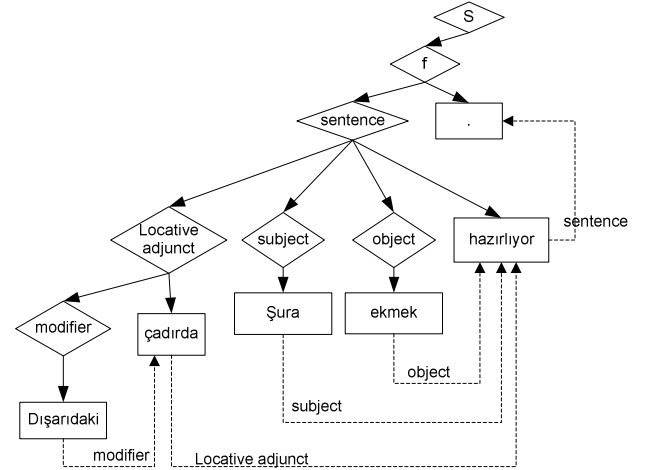 S
f
sentence
.
sentence
Locative
adjunct
subject
object
hazırlıyor
modifier
çadırda
Şura
ekmek
object
subject
Dışarıdaki
modifier
Locative adjunct